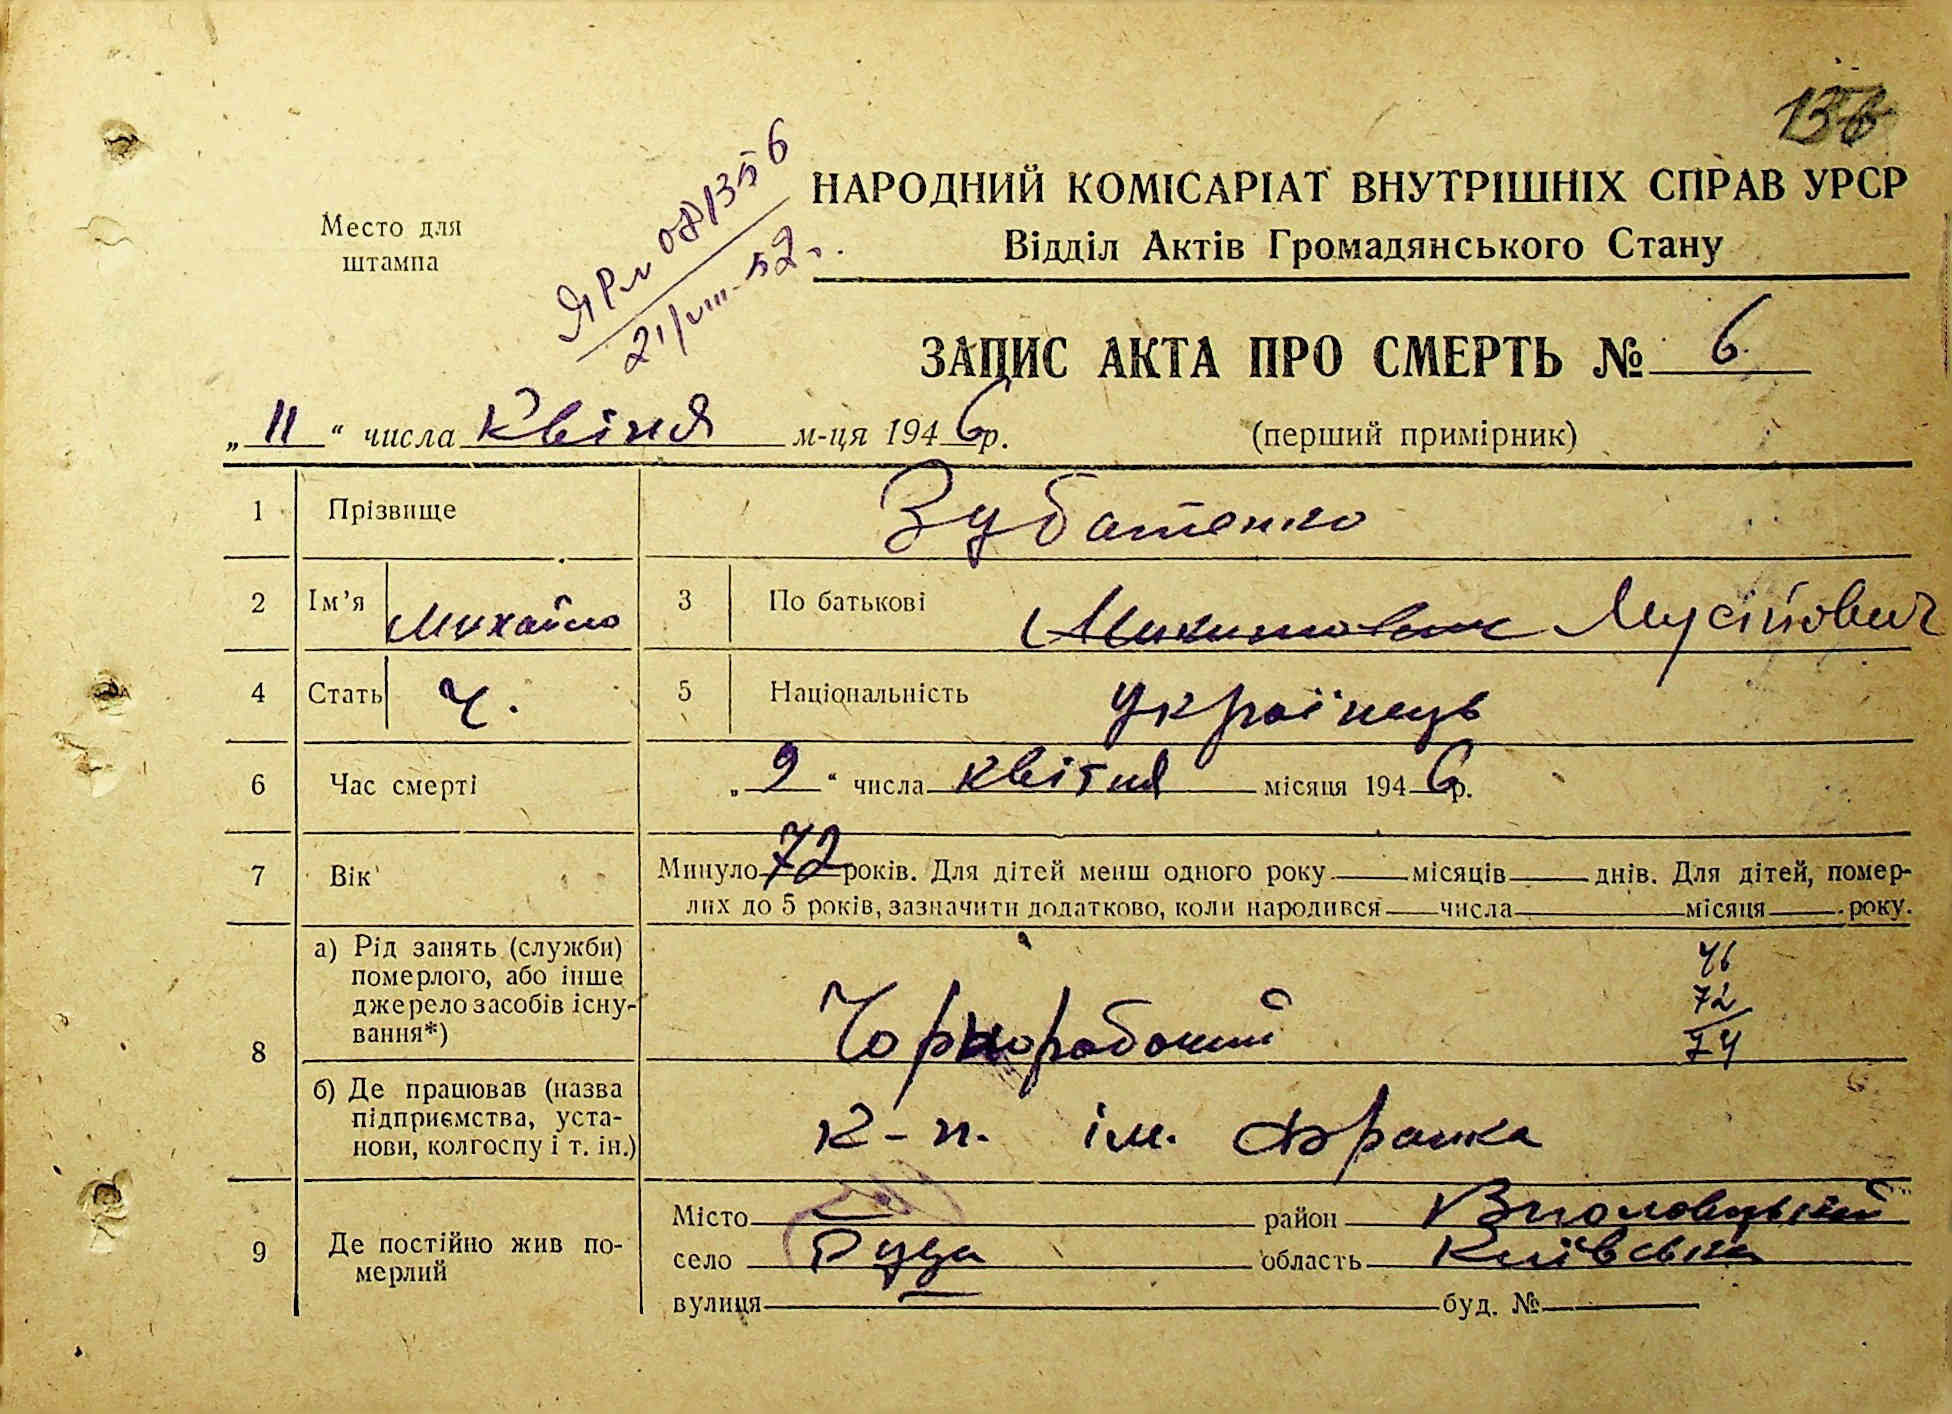 136
ЯРм 081356
21/VIII-52.
Место для
штампа
НАРОДНИЙ КОМІСАРІАТ ВНУТРІШНІХ СПРАВ УРСР
Відділ Актів Громадянського Стану
ЗАПИС АКТА ПРО СМЕРТЬ № 6.
„11“ числа Квіння м-ця 1946 р. (перший примірник)
1 Прізвище Зубатенко
2 Ім’я Михайло 3 По батькові Микитович Мусійович
4 Стать ч. 5 Національність Українець
6 Час смерті „9“ числа квітня місяця 1946 р.
7 Вік Минуло 72 років. Для дітей менш одного року місяців днів. Для дітей, помер-
лих до 5 років, зазначити додатково, коли народився числа місяця року.
8 а) Рід занять (служби)
померлого, або інше
джерело засобів існу-
вання*)
Чорнорабочий
46
72
74
б) Де працював (назва
підприємства, уста-
нови, колгоспу і т. ін.)
к-п. ім. Франка
9 Де постійно жив по-
мерлий
Місто — район
село Руда область Київська
вулиця — буд. №